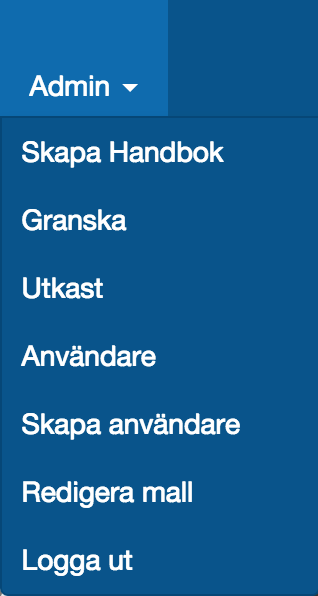 Admin
Skapa Handbok
Granska
Utkast
Användare
Skapa användare
Redigera mall
Logga ut